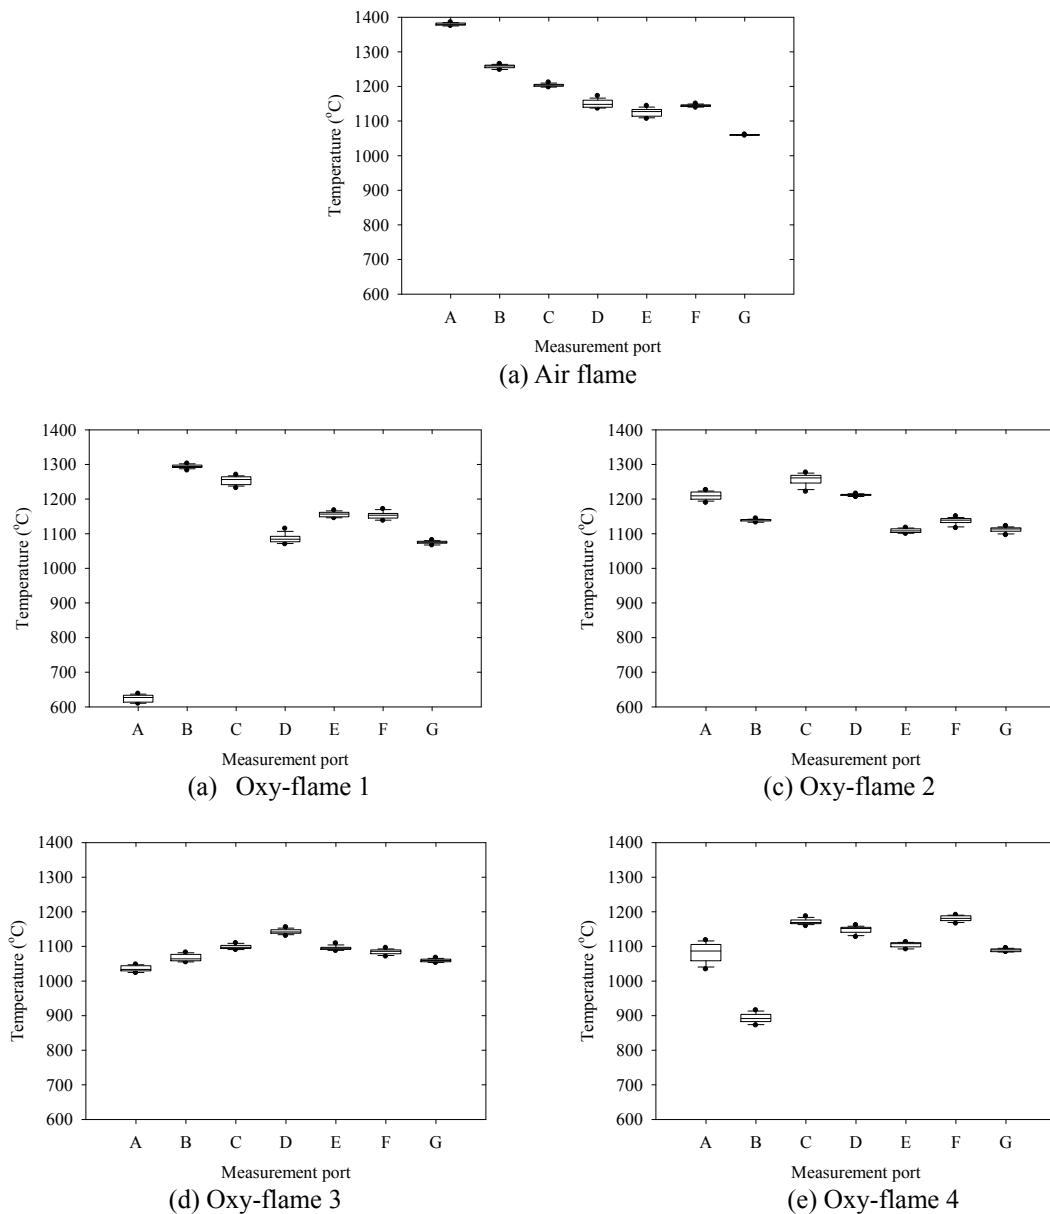 1400
1300
1200
1100
1000
900
800
700
600
Temperature (°C)
A B C D E F G
Measurement port
(a) Air flame
1400
1300
1200
1100
1000
900
800
700
600
Temperature (°C)
A B C D E F G
Measurement port
(a) Oxy-flame 1
1400
1300
1200
1100
1000
900
800
700
600
Temperature (°C)
A B C D E F G
Measurement port
(c) Oxy-flame 2
1400
1300
1200
1100
1000
900
800
700
600
Temperature (°C)
A B C D E F G
Measurement port
(d) Oxy-flame 3
1400
1300
1200
1100
1000
900
800
700
600
Temperature (°C)
A B C D E F G
Measurement port
(e) Oxy-flame 4